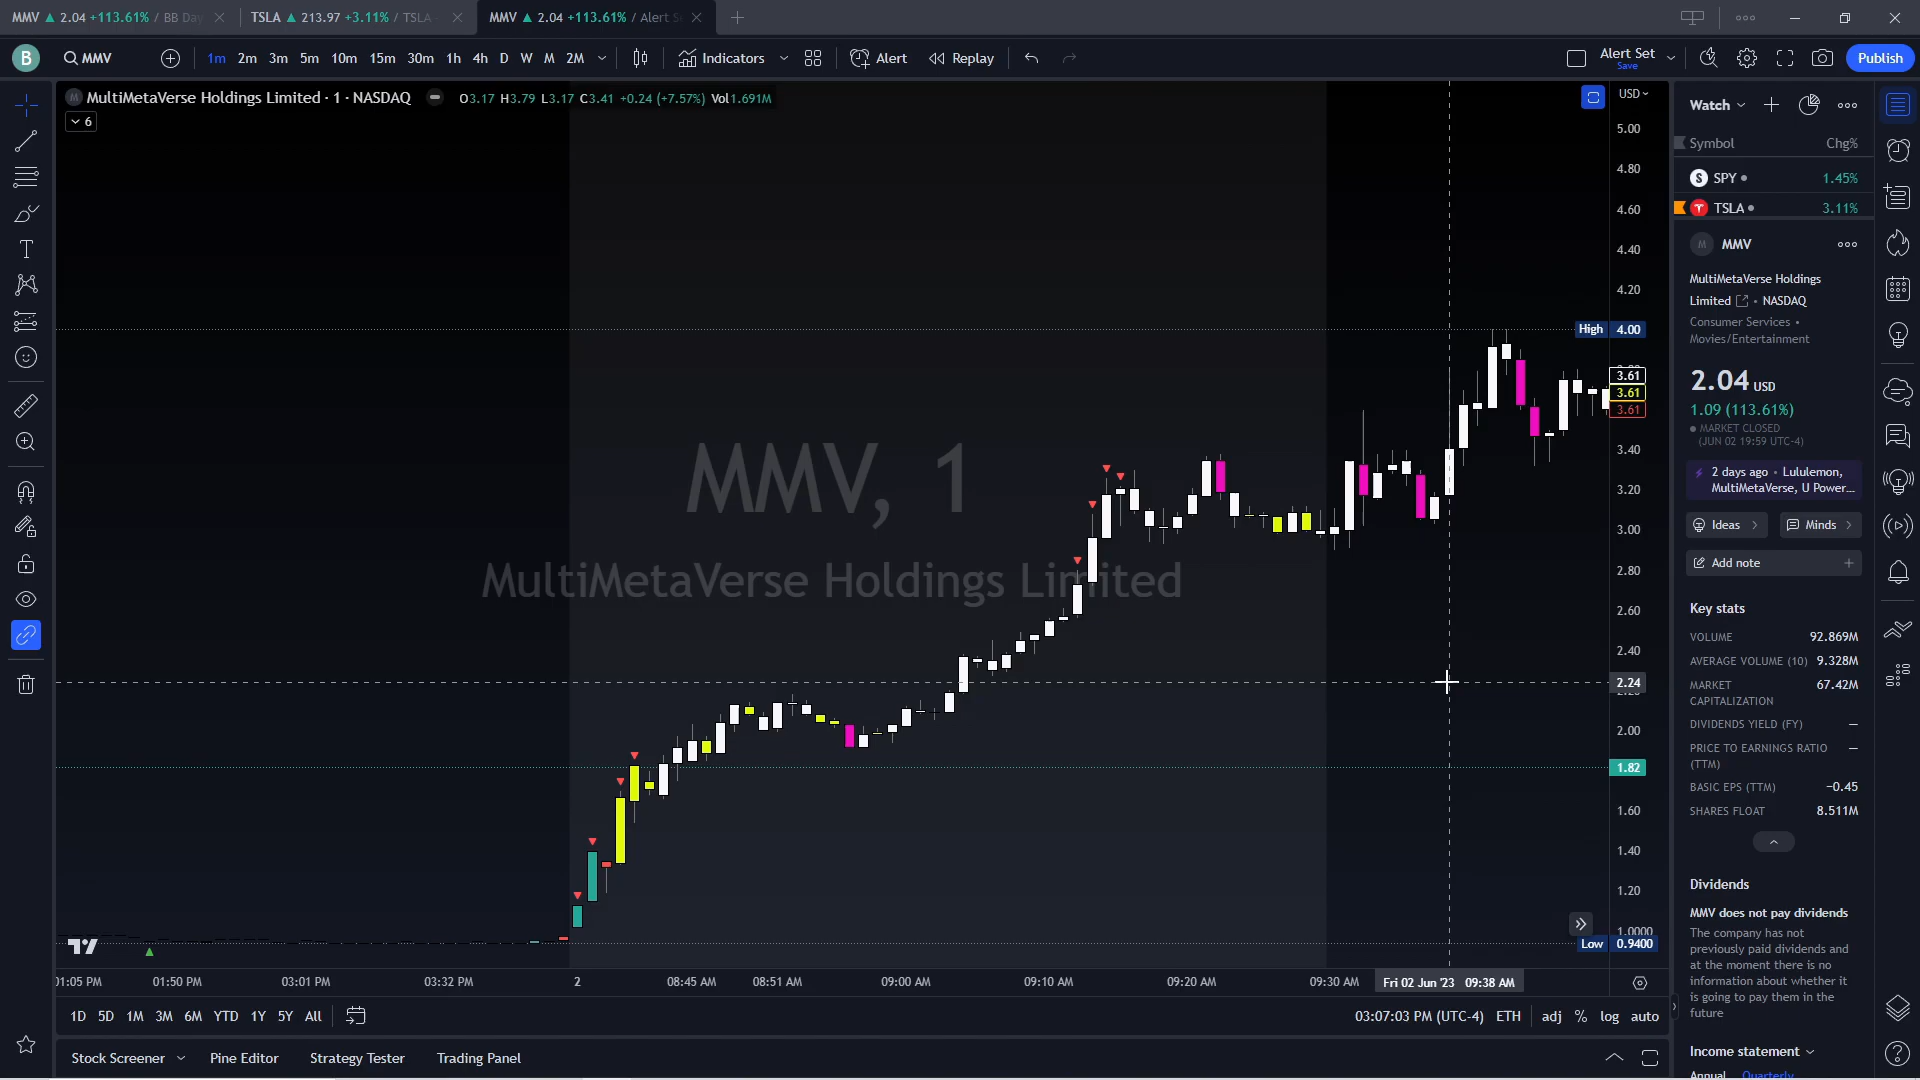 MMV ▲ 2.04 +113.61% / BB Day
TSLA ▲ 213.97 +3.11% / TSLA
MMV ▲ 2.04 +113.61% / Alert S
B
MMV
1m 2m 3m 5m 10m 15m 30m 1h 4h D W M 2M
Indicators
Alert
Replay
Alert Set
Save
Publish
MultiMetaVerse Holdings Limited · 1 · NASDAQ
O3.17 H3.79 L3.17 C3.41 +0.24 (+7.57%) Vol1.691M
6
MMV, 1
MultiMetaVerse Holdings Limited
USD
5.00
4.80
4.60
4.40
4.20
High 4.00
3.61
3.61
3.61
3.40
3.20
3.00
2.80
2.60
2.40
2.24
2.00
1.82
1.60
1.40
1.20
1.0000
Low 0.9400
01:05 PM 01:50 PM 03:01 PM 03:32 PM 2 08:45 AM 08:51 AM 09:00 AM 09:10 AM 09:20 AM 09:30 AM Fri 02 Jun '23 09:38 AM
1D 5D 1M 3M 6M YTD 1Y 5Y All
03:07:03 PM (UTC-4) ETH adj % log auto
Stock Screener Pine Editor Strategy Tester Trading Panel
Watch
Symbol Chg%
S SPY 1.45%
TSLA 3.11%
M MMV
MultiMetaVerse Holdings
Limited • NASDAQ
Consumer Services •
Movies/Entertainment
2.04 USD
1.09 (113.61%)
MARKET CLOSED
(JUN 02 19:59 UTC-4)
2 days ago • Lululemon,
MultiMetaVerse, U Power...
Ideas
Minds
Add note
Key stats
VOLUME 92.869M
AVERAGE VOLUME (10) 9.328M
MARKET 67.42M
CAPITALIZATION
DIVIDENDS YIELD (FY) —
PRICE TO EARNINGS RATIO —
(TTM)
BASIC EPS (TTM) −0.45
SHARES FLOAT 8.511M
Dividends
MMV does not pay dividends
The company has not
previously paid dividends and
at the moment there is no
information about whether it
is going to pay them in the
future
Income statement
Annual Quarterly